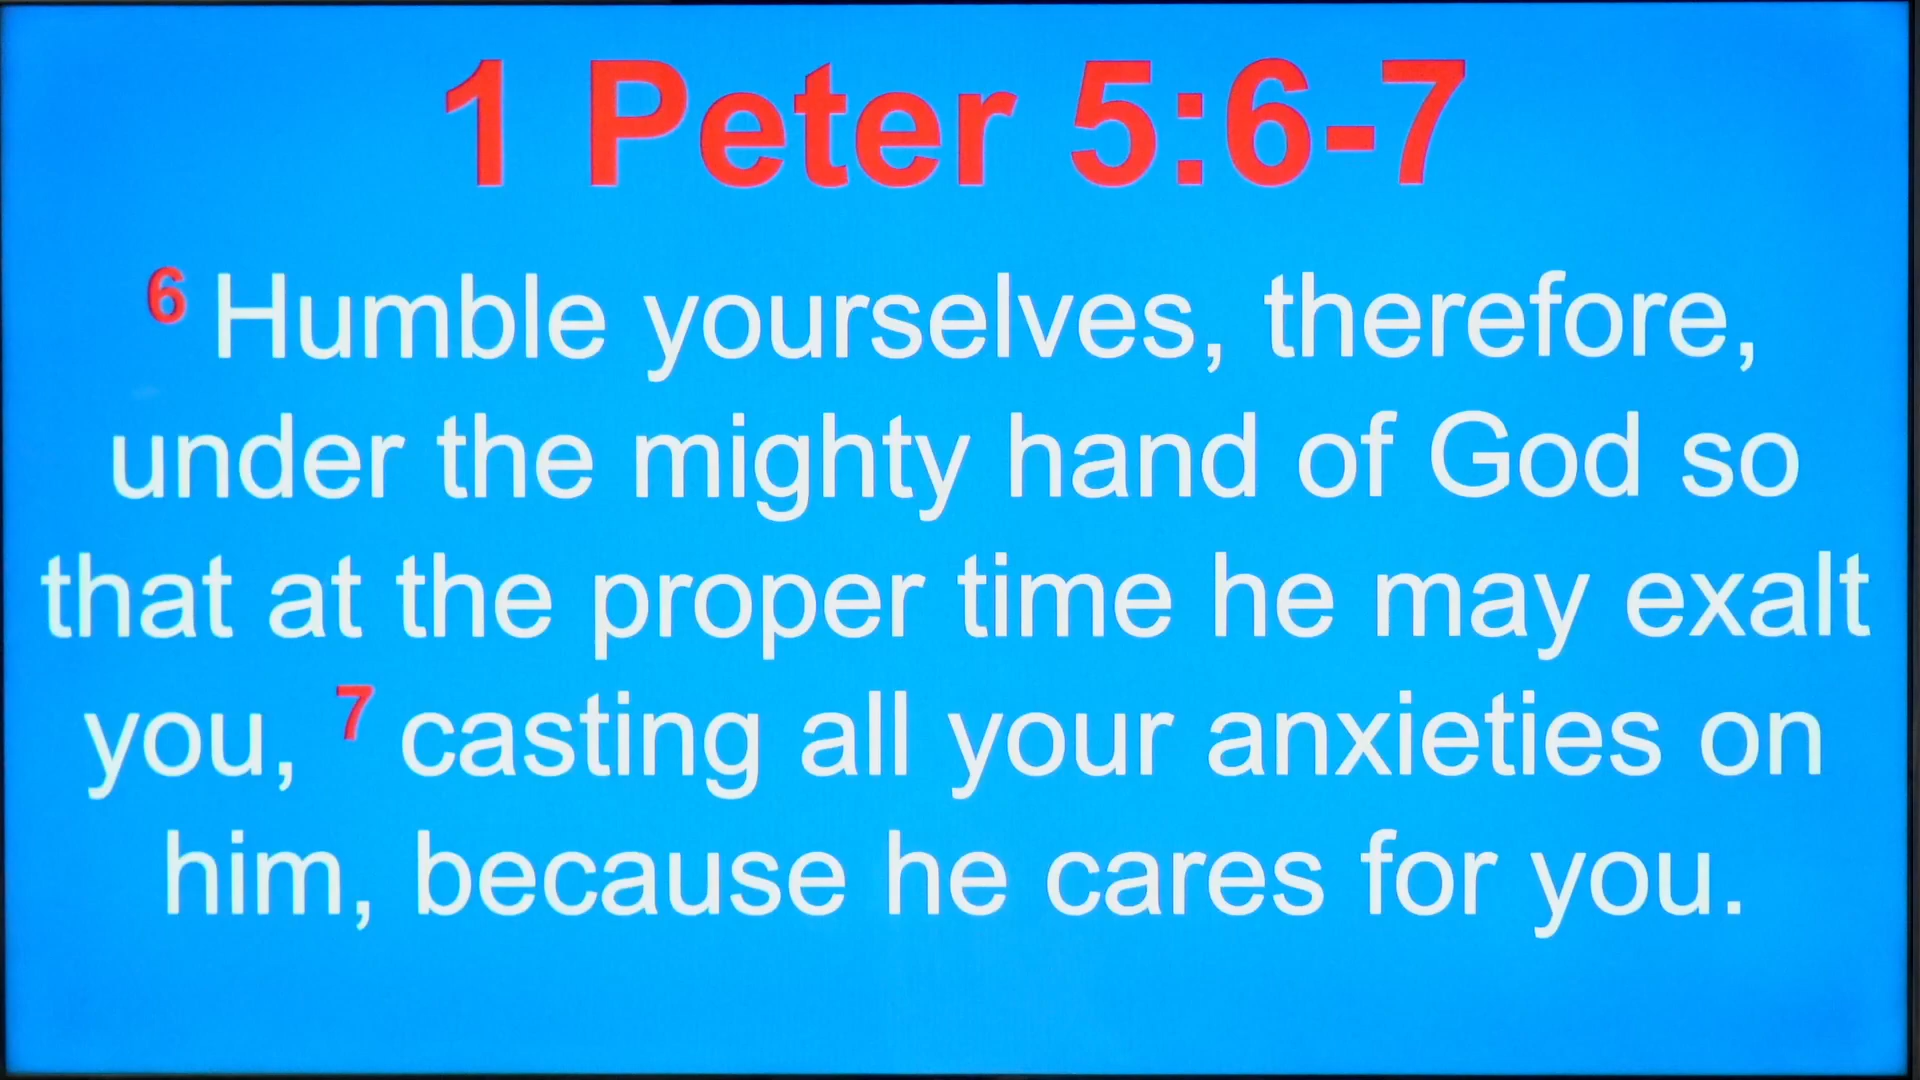 1 Peter 5:6-7
6 Humble yourselves, therefore,
under the mighty hand of God so
that at the proper time he may exalt
you, 7 casting all your anxieties on
him, because he cares for you.